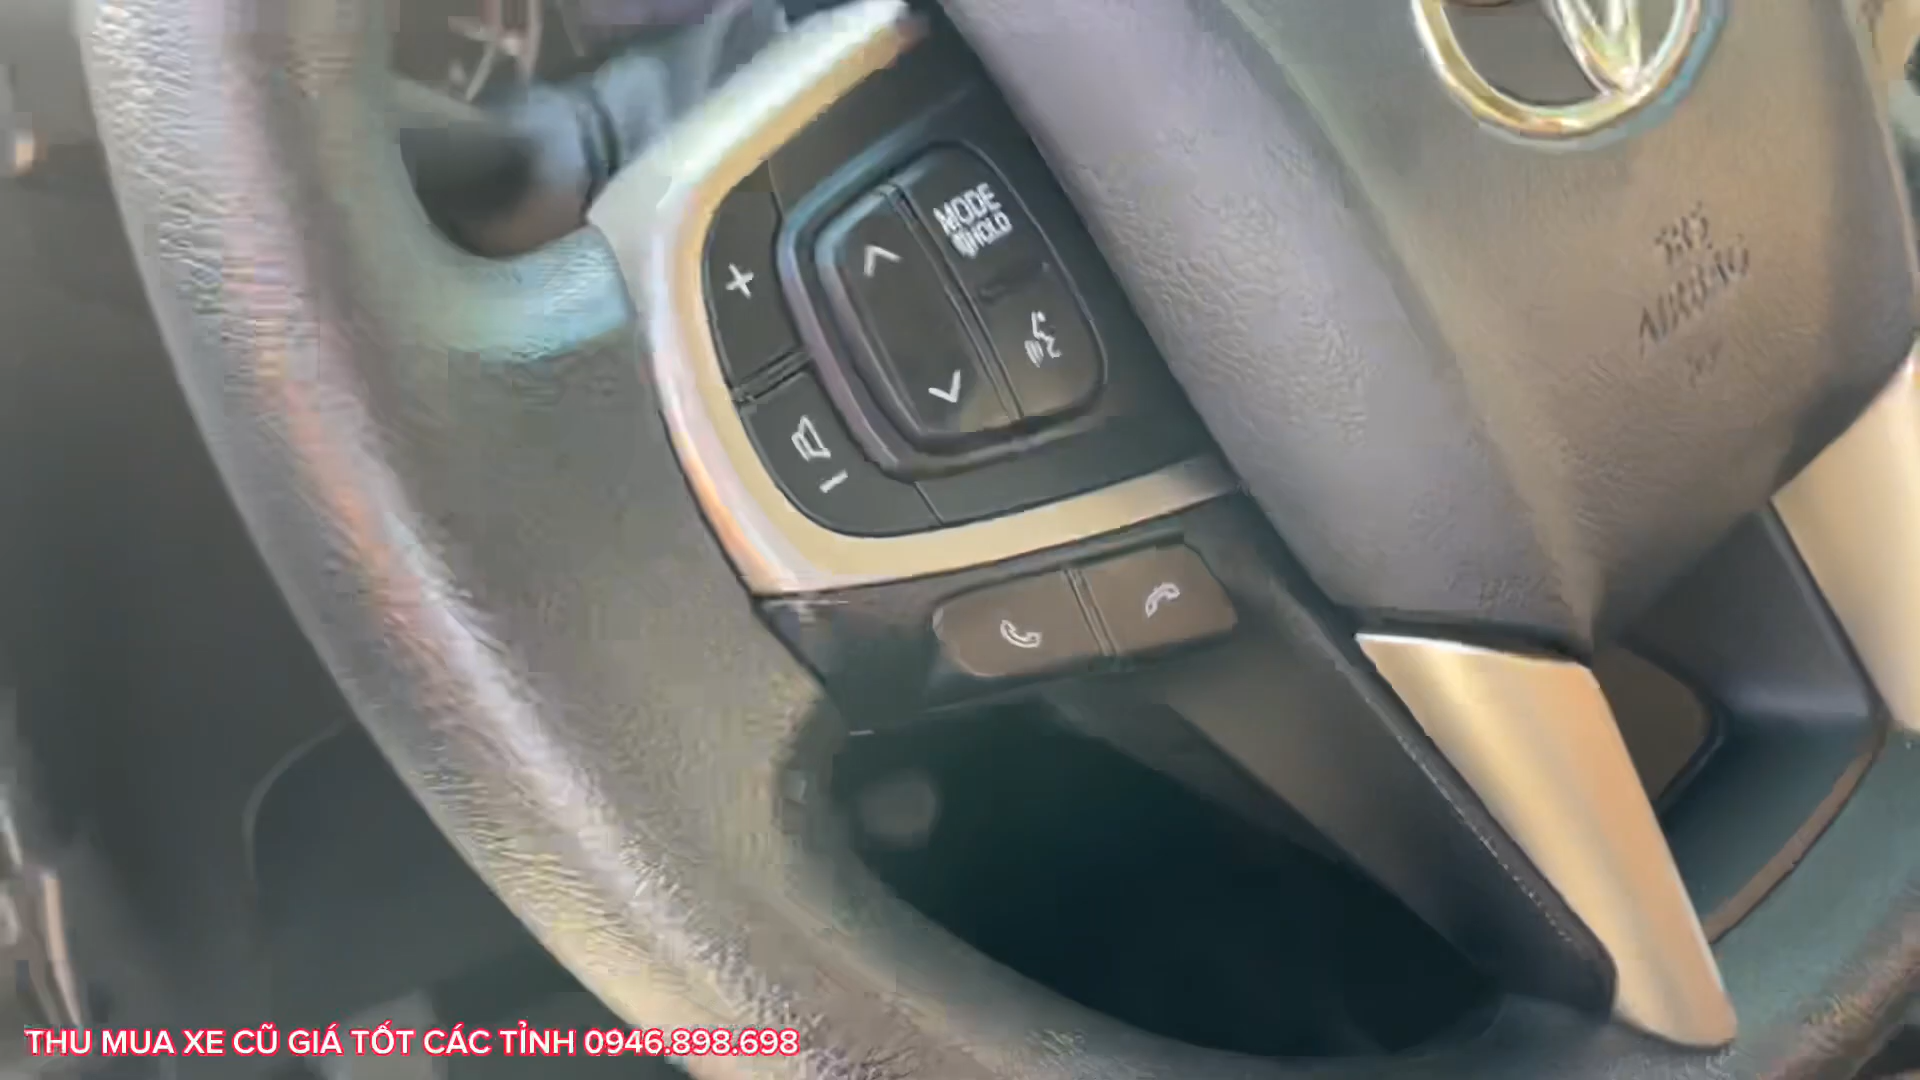 MODE
HOLD
SRS
AIRBAG
THU MUA XE CŨ GIÁ TỐT CÁC TỈNH 0946.898.698